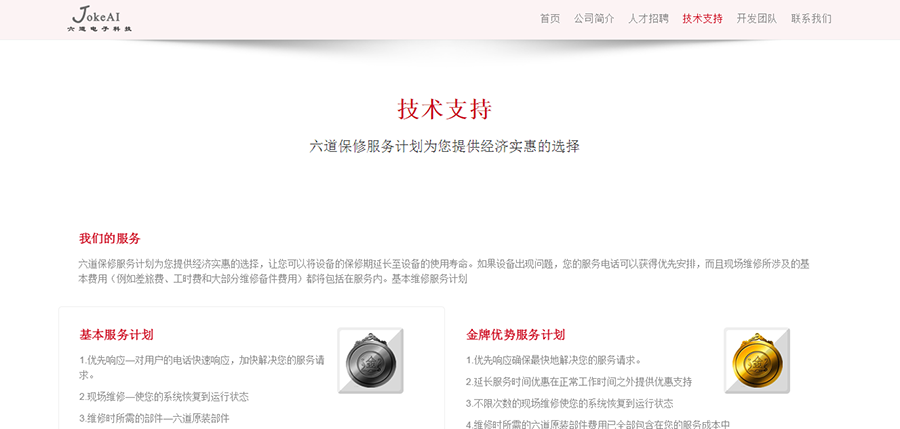 JokeAI
六道电子科技
首页 公司简介 人才招聘 技术支持 开发团队 联系我们
技术支持
六道保修服务计划为您提供经济实惠的选择
我们的服务
六道保修服务计划为您提供经济实惠的选择，让您可以将设备的保修期延长至设备的使用寿命。如果设备出现问题，您的服务电话可以获得优先安排，而且现场维修所涉及的基
本费用（例如差旅费、工时费和大部分维修备件费用）都将包括在服务内。基本维修服务计划
基本服务计划
1.优先响应—对用户的电话快速响应，加快解决您的服务请
求。
2.现场维修—使您的系统恢复到运行状态
3.维修时所需的部件—六道原装部件
金牌优势服务计划
1.优先响应确保最快地解决您的服务请求。
2.延长服务时间优惠在正常工作时间之外提供优惠支持
3.不限次数的现场维修使您的系统恢复到运行状态
4.维修时所需的六道原装部件费用已全部包含在您的服务成本中